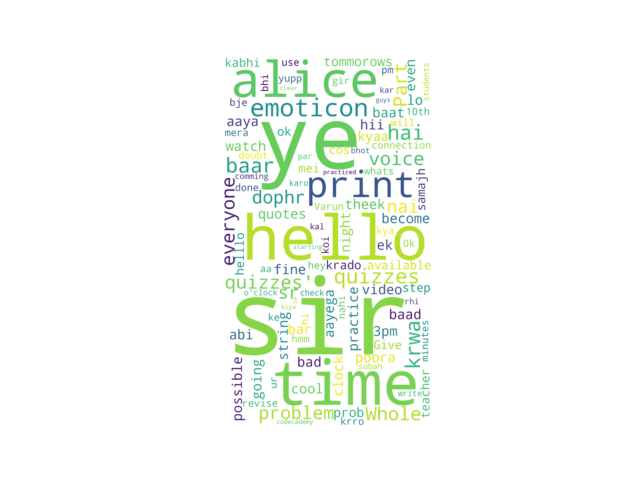 kabhi use tommorows
alice bhi yupp gir pm Part even students
clear kar guys lo
bje emoticon baat 10th
aaya ok hii will hai
mera ye kyaa connection
watch cos bhot voice
doubt par whats
baar mei practiced samajh
comming print
done karo
everyone dophr Varun theek nai become
quotes night kya
helllo hello kal koi ek Ok
starting
aa fine hey krado. available
quizzes' quizzes
o'clock sr check video step
sir kiya rhi
ke hi aayega nahi practice baad
abi string bar hmm 3pm krwa minutes
Give
possible going bad clock poora
subah
time ur cool write teacher
revise
problem prob Whole
codecademy krro